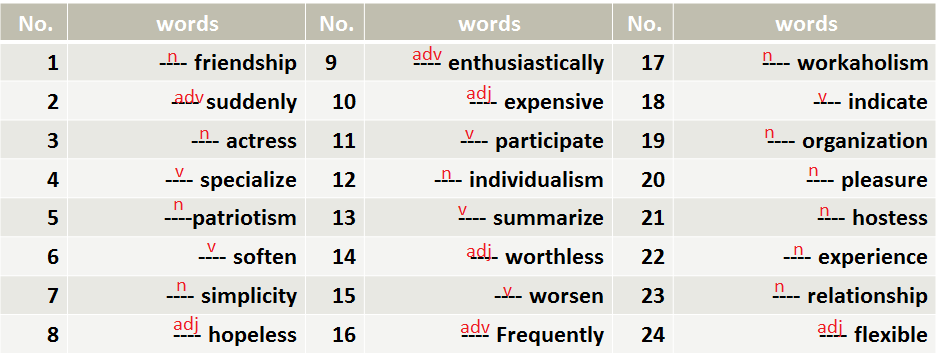 No. words No. words No. words
1 n ---- friendship 9 adv ---- enthusiastically 17 n ---- workaholism
2 adv ---- suddenly 10 adj ---- expensive 18 v ---- indicate
3 n ---- actress 11 v ---- participate 19 n ---- organization
4 v ---- specialize 12 n ---- individualism 20 n ---- pleasure
5 n ----patriotism 13 v ---- summarize 21 n ---- hostess
6 v ---- soften 14 adj ---- worthless 22 n ---- experience
7 n ---- simplicity 15 v ---- worsen 23 n ---- relationship
8 adj ---- hopeless 16 adv ---- Frequently 24 adj ---- flexible